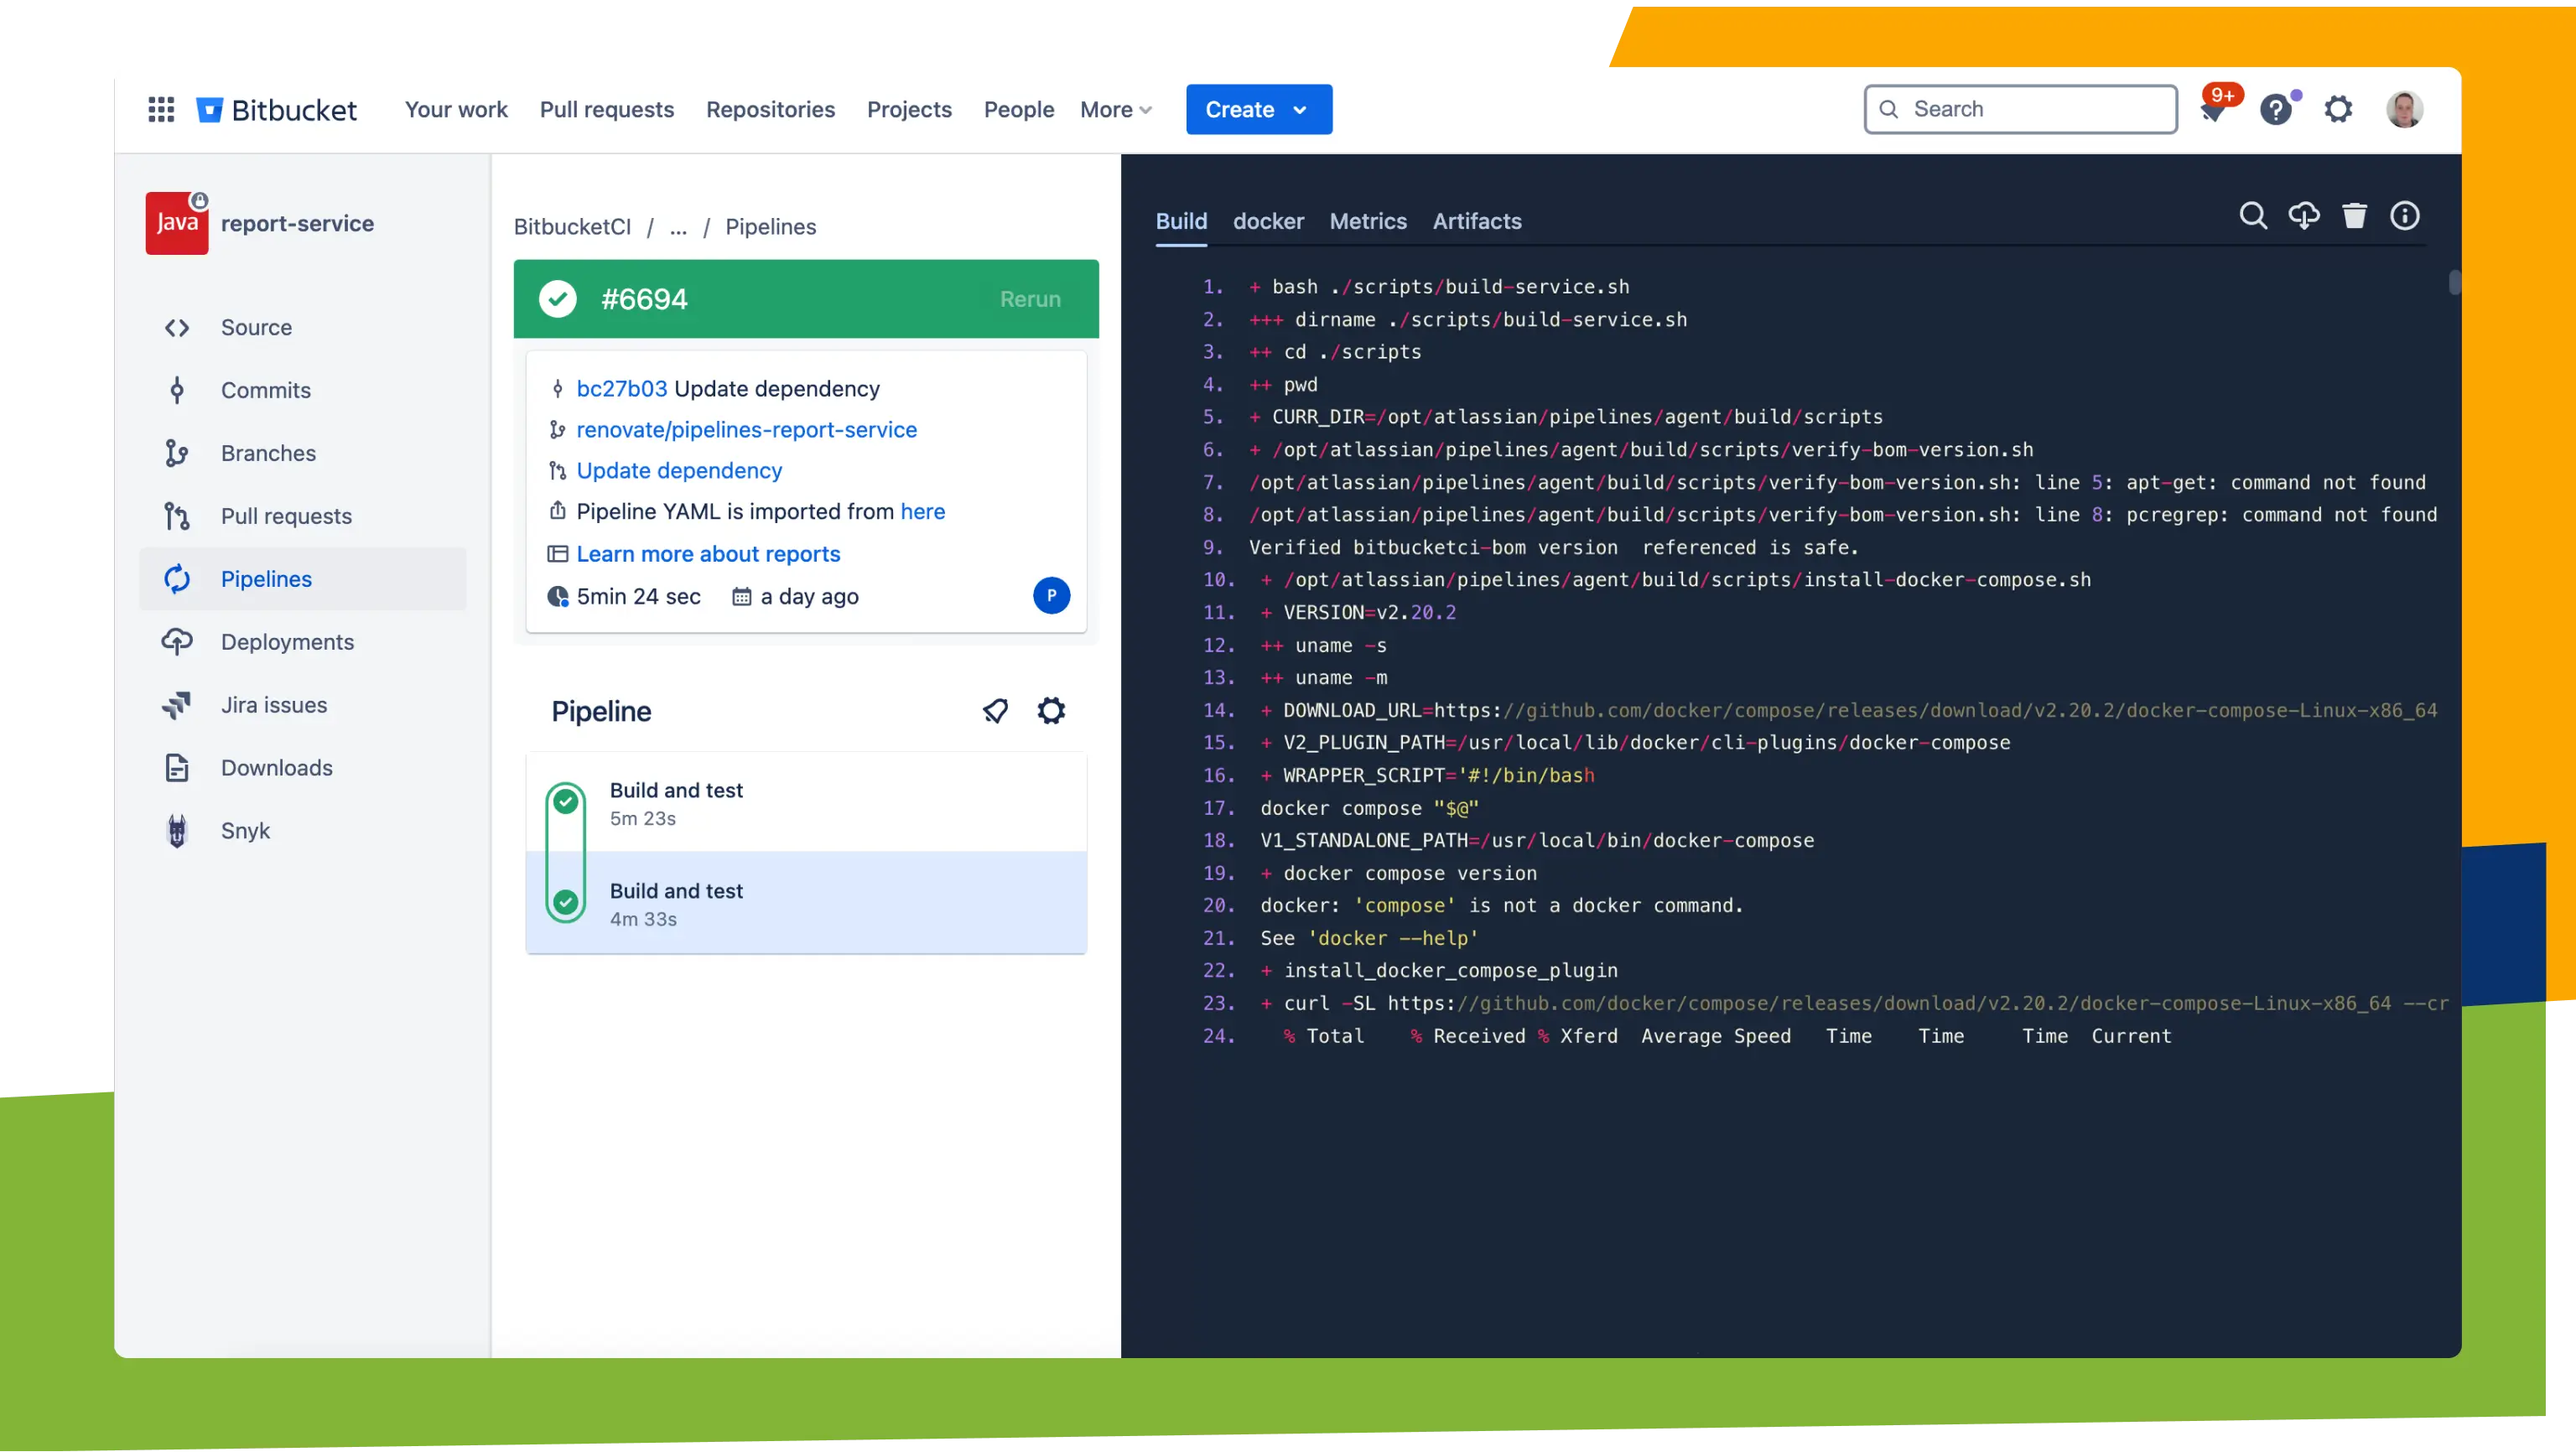 Bitbucket Your work Pull requests Repositories Projects People More Create Search 9+
Java report-service
Source
Commits
Branches
Pull requests
Pipelines
Deployments
Jira issues
Downloads
Snyk
BitbucketCI / ... / Pipelines
#6694 Rerun
bc27b03 Update dependency
renovate/pipelines-report-service
Update dependency
Pipeline YAML is imported from here
Learn more about reports
5min 24 sec a day ago P
Pipeline
Build and test
5m 23s
Build and test
4m 33s
Build docker Metrics Artifacts
1. + bash ./scripts/build-service.sh
2. +++ dirname ./scripts/build-service.sh
3. ++ cd ./scripts
4. ++ pwd
5. + CURR_DIR=/opt/atlassian/pipelines/agent/build/scripts
6. + /opt/atlassian/pipelines/agent/build/scripts/verify-bom-version.sh
7. /opt/atlassian/pipelines/agent/build/scripts/verify-bom-version.sh: line 5: apt-get: command not found
8. /opt/atlassian/pipelines/agent/build/scripts/verify-bom-version.sh: line 8: pcregrep: command not found
9. Verified bitbucketci-bom version  referenced is safe.
10. + /opt/atlassian/pipelines/agent/build/scripts/install-docker-compose.sh
11. + VERSION=v2.20.2
12. ++ uname -s
13. ++ uname -m
14. + DOWNLOAD_URL=https://github.com/docker/compose/releases/download/v2.20.2/docker-compose-Linux-x86_64
15. + V2_PLUGIN_PATH=/usr/local/lib/docker/cli-plugins/docker-compose
16. + WRAPPER_SCRIPT='#!/bin/bash
17. docker compose "$@"
18. V1_STANDALONE_PATH=/usr/local/bin/docker-compose
19. + docker compose version
20. docker: 'compose' is not a docker command.
21. See 'docker --help'
22. + install_docker_compose_plugin
23. + curl -SL https://github.com/docker/compose/releases/download/v2.20.2/docker-compose-Linux-x86_64 --cr
24. % Total % Received % Xferd Average Speed Time Time Time Current